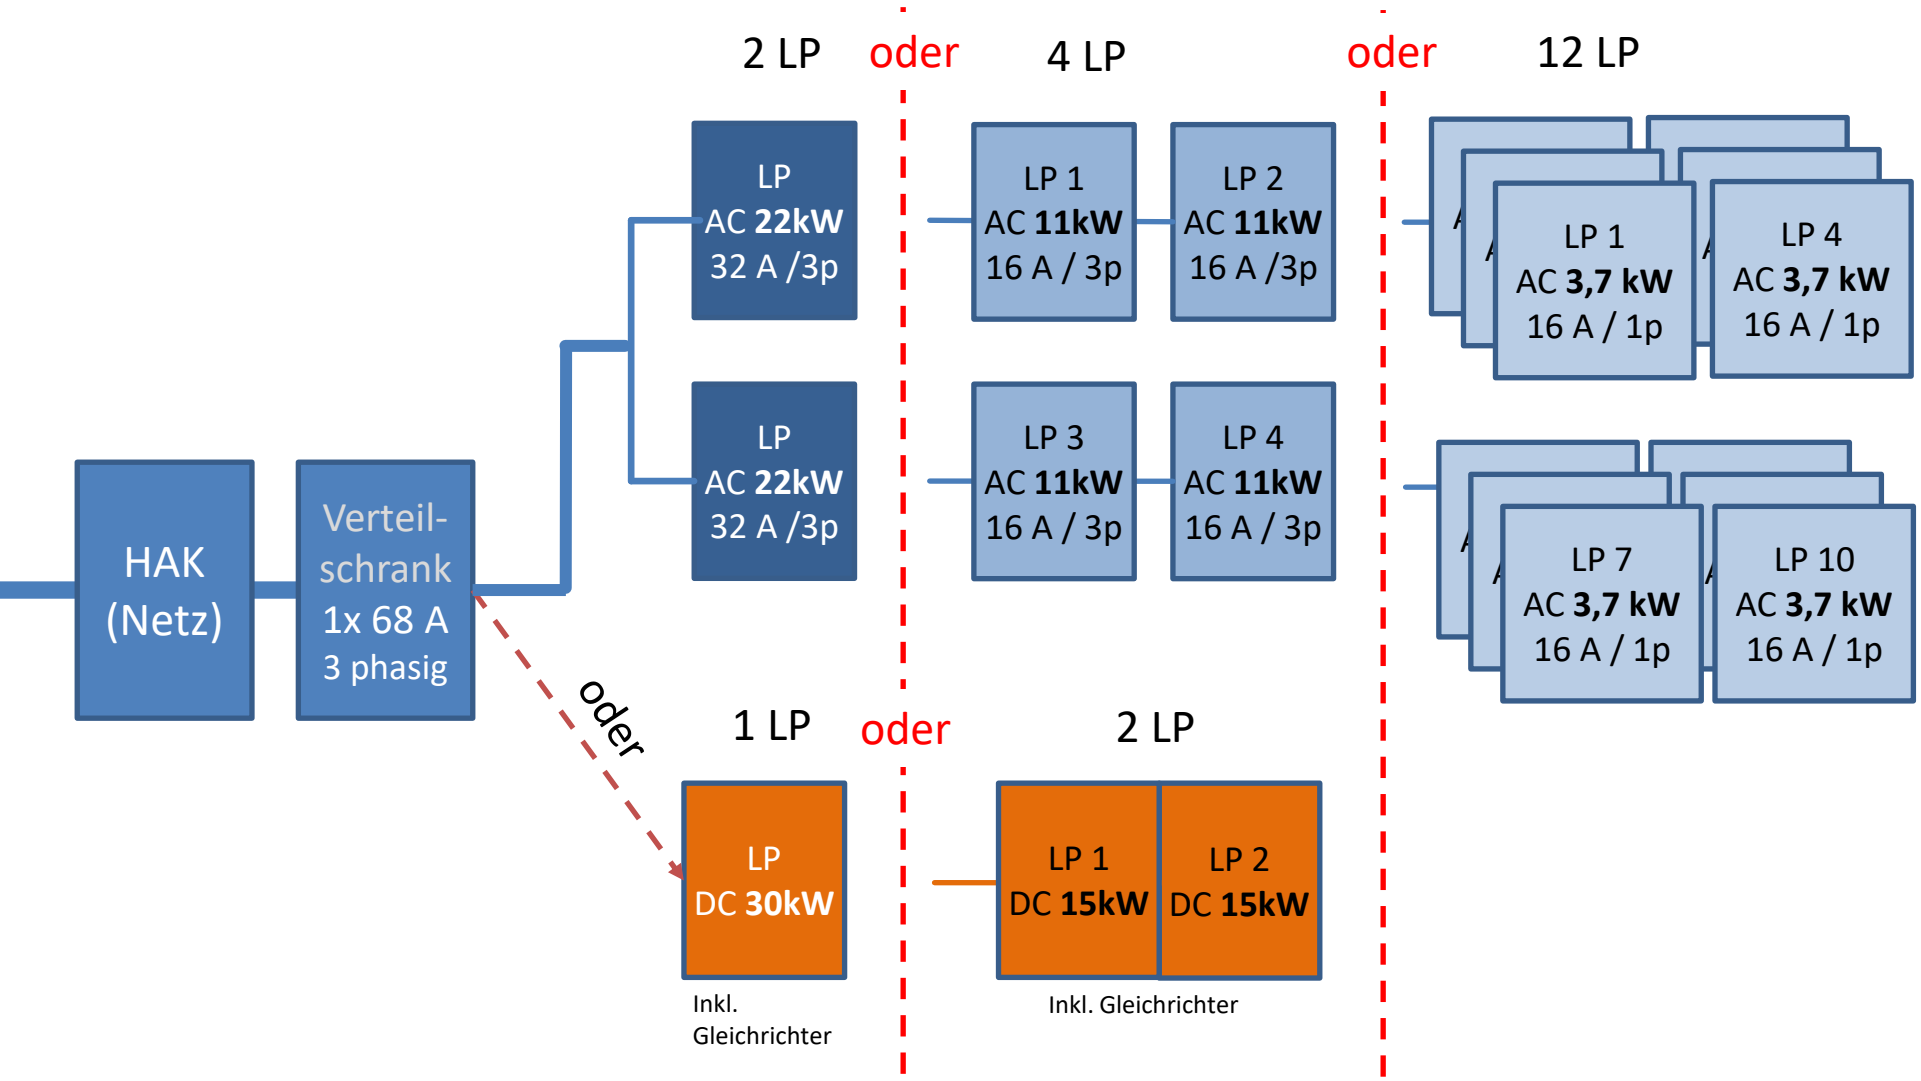 2 LP
oder
4 LP
oder
12 LP
LP
AC 22kW
32 A /3p
LP 1
AC 11kW
16 A / 3p
LP 2
AC 11kW
16 A /3p
LP 1
AC 3,7 kW
16 A / 1p
LP 4
AC 3,7 kW
16 A / 1p
LP
AC 22kW
32 A /3p
LP 3
AC 11kW
16 A / 3p
LP 4
AC 11kW
16 A / 3p
LP 7
AC 3,7 kW
16 A / 1p
LP 10
AC 3,7 kW
16 A / 1p
HAK
(Netz)
Verteil-
schrank
1x 68 A
3 phasig
oder
1 LP
oder
2 LP
LP
DC 30kW
LP 1
DC 15kW
LP 2
DC 15kW
Inkl.
Gleichrichter
Inkl. Gleichrichter